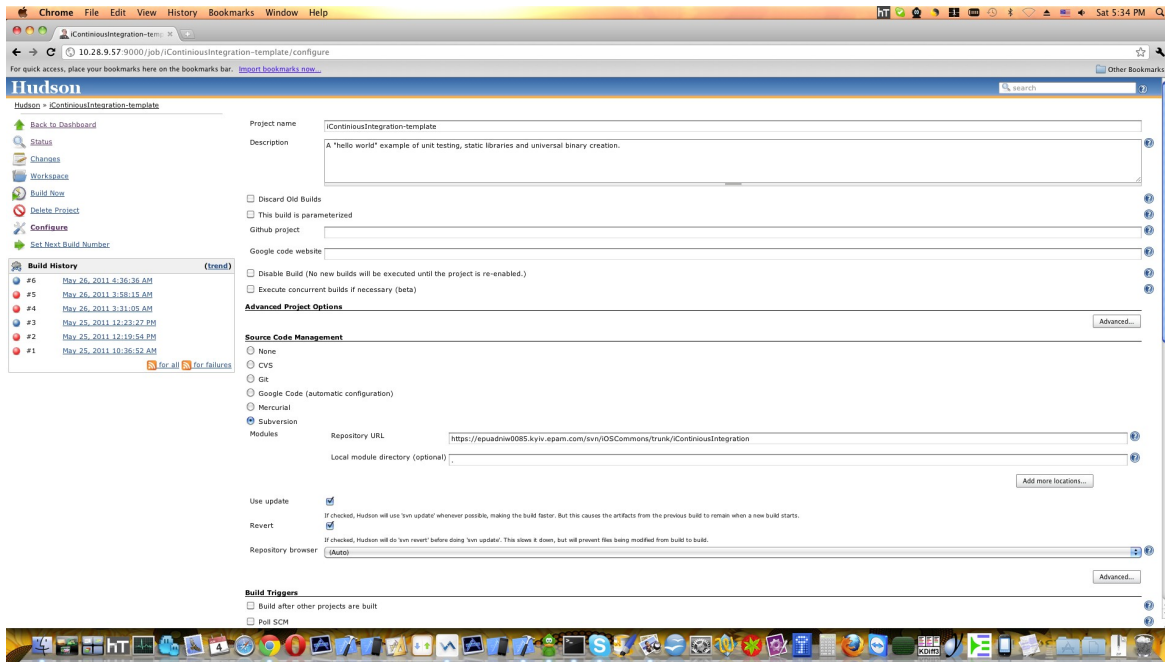 Chrome File Edit View History Bookmarks Window Help
Sat 5:34 PM
iContiniousIntegration-temp
10.28.9.57:9000/job/iContiniousIntegration-template/configure
For quick access, place your bookmarks here on the bookmarks bar. Import bookmarks now...
Other Bookmarks
Hudson
search
Hudson » iContiniousIntegration-template
Back to Dashboard
Status
Changes
Workspace
Build Now
Delete Project
Configure
Set Next Build Number
Build History (trend)
#6 May 26, 2011 4:36:36 AM
#5 May 26, 2011 3:58:15 AM
#4 May 26, 2011 3:31:05 AM
#3 May 25, 2011 12:23:27 PM
#2 May 25, 2011 12:19:54 PM
#1 May 25, 2011 10:36:52 AM
for all for failures
Project name iContiniousIntegration-template
Description A "hello world" example of unit testing, static libraries and universal binary creation.
Discard Old Builds
This build is parameterized
Github project
Google code website
Disable Build (No new builds will be executed until the project is re-enabled.)
Execute concurrent builds if necessary (beta)
Advanced Project Options
Advanced...
Source Code Management
None
CVS
Git
Google Code (automatic configuration)
Mercurial
Subversion
Modules Repository URL https://epuadniw0085.kyiv.epam.com/svn/iOSCommons/trunk/iContiniousIntegration
Local module directory (optional) .
Add more locations...
Use update
If checked, Hudson will use 'svn update' whenever possible, making the build faster. But this causes the artifacts from the previous build to remain when a new build starts.
Revert
If checked, Hudson will do 'svn revert' before doing 'svn update'. This slows it down, but will prevent files being modified from build to build.
Repository browser (Auto)
Advanced...
Build Triggers
Build after other projects are built
Poll SCM
hT
4
KDiff3